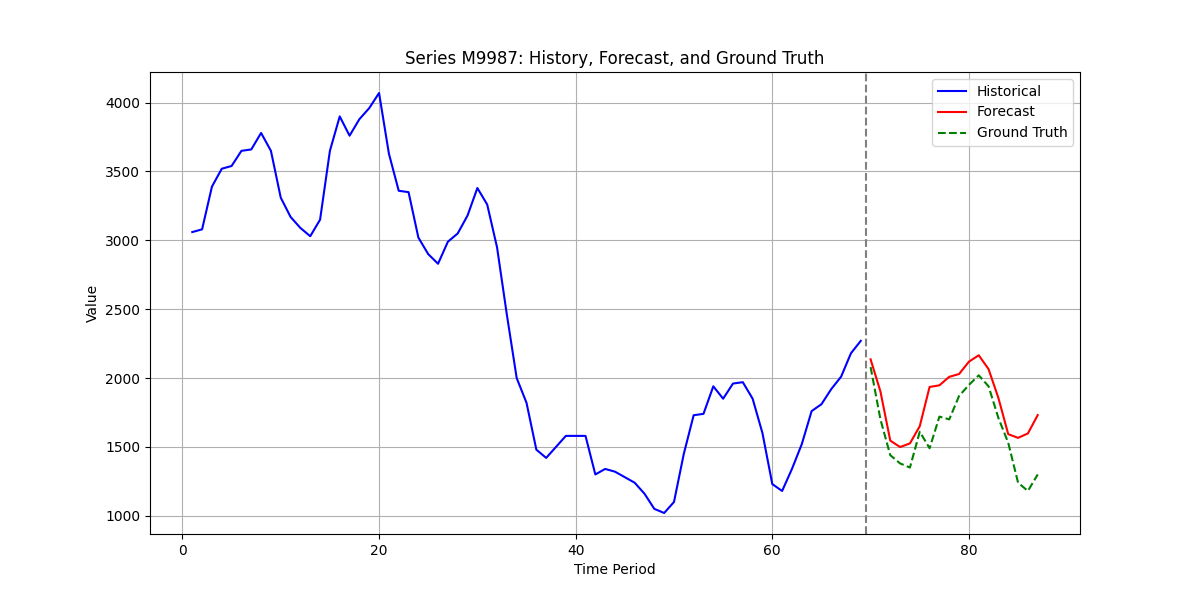 Series M9987: History, Forecast, and Ground Truth
Historical
Forecast
Ground Truth
4000
3500
3000
2500
2000
1500
1000
Value
0 20 40 60 80
Time Period